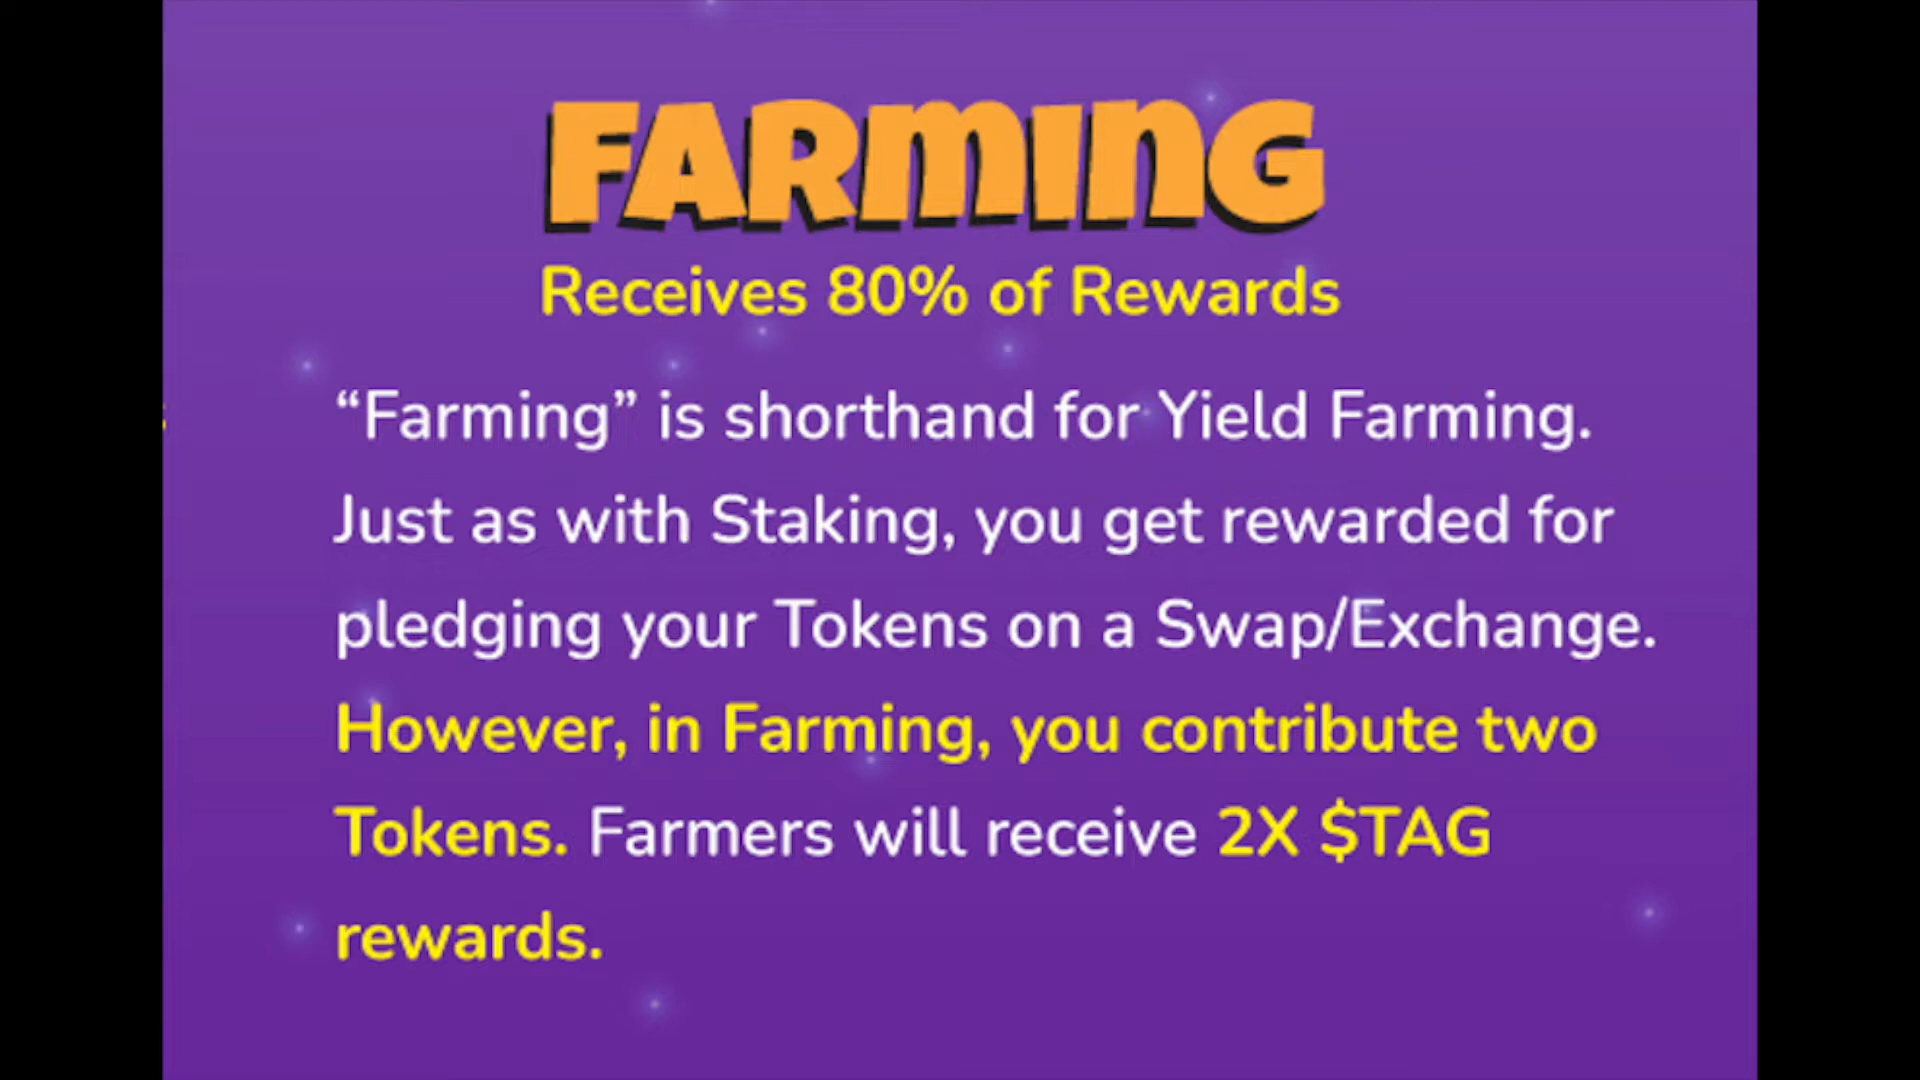 FARMING
Receives 80% of Rewards
“Farming” is shorthand for Yield Farming.
Just as with Staking, you get rewarded for
pledging your Tokens on a Swap/Exchange.
However, in Farming, you contribute two
Tokens. Farmers will receive 2X $TAG
rewards.